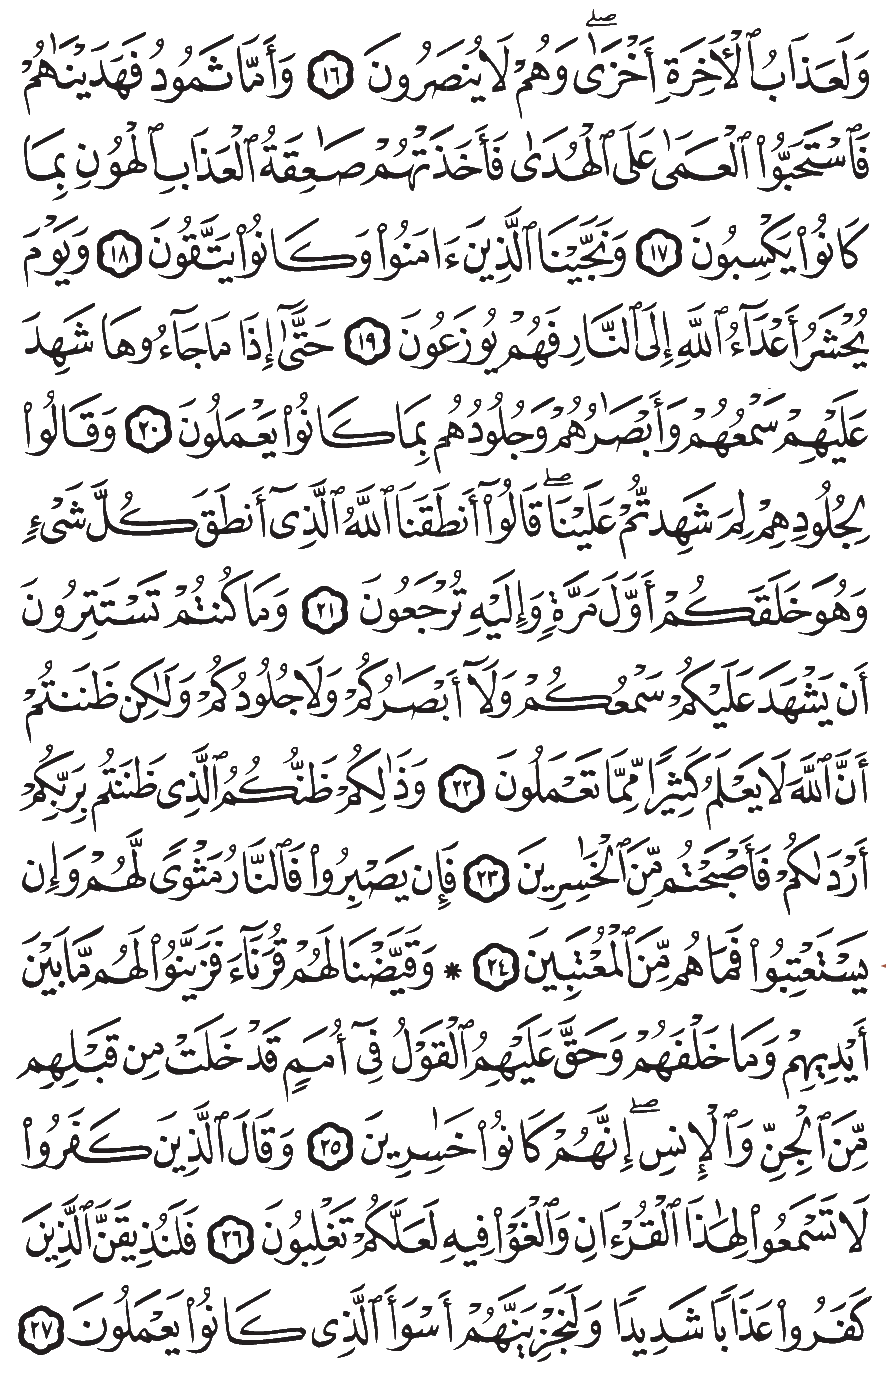 وَلَعَذَابُ ٱلْأَخِرَةِ أَخْزَىٰۖ وَهُمْ لَا يُنصَرُونَ ١٦ وَأَمَّا ثَمُودُ فَهَدَيْنَٰهُمْ
فَٱسْتَحَبُّوا۟ ٱلْعَمَىٰ عَلَى ٱلْهُدَىٰ فَأَخَذَتْهُمْ صَٰعِقَةُ ٱلْعَذَابِ ٱلْهُونِ بِمَا
كَانُوا۟ يَكْسِبُونَ ١٧ وَنَجَّيْنَا ٱلَّذِينَ ءَامَنُوا۟ وَكَانُوا۟ يَتَّقُونَ ١٨ وَيَوْمَ
يُحْشَرُ أَعْدَآءُ ٱللَّهِ إِلَى ٱلنَّارِ فَهُمْ يُوزَعُونَ ١٩ حَتَّىٰٓ إِذَا مَا جَآءُوهَا شَهِدَ
عَلَيْهِمْ سَمْعُهُمْ وَأَبْصَٰرُهُمْ وَجُلُودُهُم بِمَا كَانُوا۟ يَعْمَلُونَ ٢٠ وَقَالُوا۟
لِجُلُودِهِمْ لِمَ شَهِدتُّمْ عَلَيْنَاۖ قَالُوٓا۟ أَنطَقَنَا ٱللَّهُ ٱلَّذِىٓ أَنطَقَ كُلَّ شَىْءٍ
وَهُوَ خَلَقَكُمْ أَوَّلَ مَرَّةٍ وَإِلَيْهِ تُرْجَعُونَ ٢١ وَمَا كُنتُمْ تَسْتَتِرُونَ
أَن يَشْهَدَ عَلَيْكُمْ سَمْعُكُمْ وَلَآ أَبْصَٰرُكُمْ وَلَا جُلُودُكُمْ وَلَٰكِن ظَنَنتُمْ
أَنَّ ٱللَّهَ لَا يَعْلَمُ كَثِيرًا مِّمَّا تَعْمَلُونَ ٢٢ وَذَٰلِكُمْ ظَنُّكُمُ ٱلَّذِى ظَنَنتُم بِرَبِّكُمْ
أَرْدَىٰكُمْ فَأَصْبَحْتُم مِّنَ ٱلْخَٰسِرِينَ ٢٣ فَإِن يَصْبِرُوا۟ فَٱلنَّارُ مَثْوًى لَّهُمْ وَإِن
يَسْتَعْتِبُوا۟ فَمَا هُم مِّنَ ٱلْمُعْتَبِينَ ٢٤ * وَقَيَّضْنَا لَهُمْ قُرَنَآءَ فَزَيَّنُوا۟ لَهُم مَّا بَيْنَ
أَيْدِيهِمْ وَمَا خَلْفَهُمْ وَحَقَّ عَلَيْهِمُ ٱلْقَوْلُ فِىٓ أُمَمٍ قَدْ خَلَتْ مِن قَبْلِهِم
مِّنَ ٱلْجِنِّ وَٱلْإِنسِۖ إِنَّهُمْ كَانُوا۟ خَٰسِرِينَ ٢٥ وَقَالَ ٱلَّذِينَ كَفَرُوا۟
لَا تَسْمَعُوا۟ لِهَٰذَا ٱلْقُرْءَانِ وَٱلْغَوْا۟ فِيهِ لَعَلَّكُمْ تَغْلِبُونَ ٢٦ فَلَنُذِيقَنَّ ٱلَّذِينَ
كَفَرُوا۟ عَذَابًا شَدِيدًا وَلَنَجْزِيَنَّهُمْ أَسْوَأَ ٱلَّذِى كَانُوا۟ يَعْمَلُونَ ٢٧